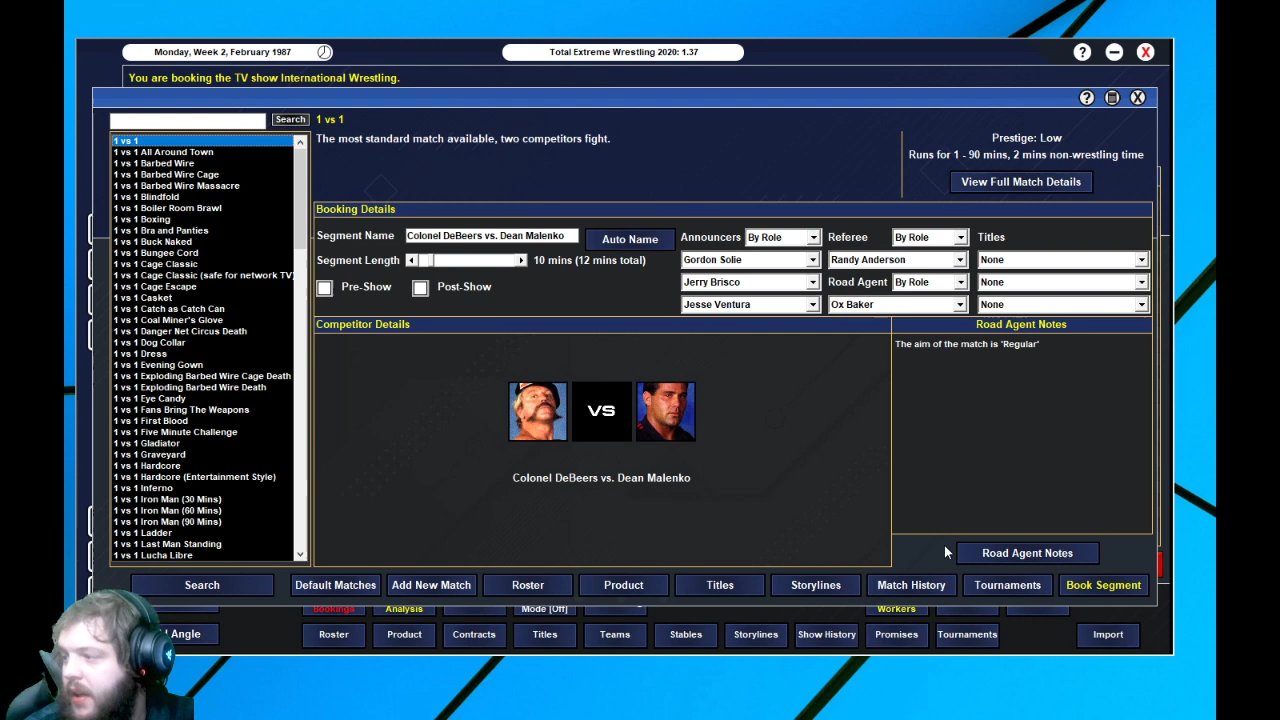 Monday, Week 2, February 1987
Total Extreme Wrestling 2020: 1.37
?
X
You are booking the TV show International Wrestling.
?
X
Search
1 vs 1
1 vs 1
1 vs 1 All Around Town
1 vs 1 Barbed Wire
1 vs 1 Barbed Wire Cage
1 vs 1 Barbed Wire Massacre
1 vs 1 Blindfold
1 vs 1 Boiler Room Brawl
1 vs 1 Boxing
1 vs 1 Bra and Panties
1 vs 1 Buck Naked
1 vs 1 Bungee Cord
1 vs 1 Cage Classic
1 vs 1 Cage Classic (safe for network TV)
1 vs 1 Cage Escape
1 vs 1 Casket
1 vs 1 Catch as Catch Can
1 vs 1 Coal Miner's Glove
1 vs 1 Danger Net Circus Death
1 vs 1 Dog Collar
1 vs 1 Dress
1 vs 1 Evening Gown
1 vs 1 Exploding Barbed Wire Cage Death
1 vs 1 Exploding Barbed Wire Death
1 vs 1 Eye Candy
1 vs 1 Fans Bring The Weapons
1 vs 1 First Blood
1 vs 1 Five Minute Challenge
1 vs 1 Gladiator
1 vs 1 Graveyard
1 vs 1 Hardcore
1 vs 1 Hardcore (Entertainment Style)
1 vs 1 Inferno
1 vs 1 Iron Man (30 Mins)
1 vs 1 Iron Man (60 Mins)
1 vs 1 Iron Man (90 Mins)
1 vs 1 Ladder
1 vs 1 Last Man Standing
1 vs 1 Lucha Libre
The most standard match available, two competitors fight.
Prestige: Low
Runs for 1 - 90 mins, 2 mins non-wrestling time
View Full Match Details
Booking Details
Segment Name
Colonel DeBeers vs. Dean Malenko
Auto Name
Announcers
By Role
Referee
By Role
Titles
Segment Length
10 mins (12 mins total)
Gordon Solie
Randy Anderson
None
Pre-Show
Post-Show
Jerry Brisco
Road Agent
By Role
None
Jesse Ventura
Ox Baker
None
Competitor Details
Road Agent Notes
The aim of the match is 'Regular'
VS
Colonel DeBeers vs. Dean Malenko
Road Agent Notes
Search
Default Matches
Add New Match
Roster
Product
Titles
Storylines
Match History
Tournaments
Book Segment
Bookings
Analysis
Mode [Off]
Workers
Angle
Roster
Product
Contracts
Titles
Teams
Stables
Storylines
Show History
Promises
Tournaments
Import